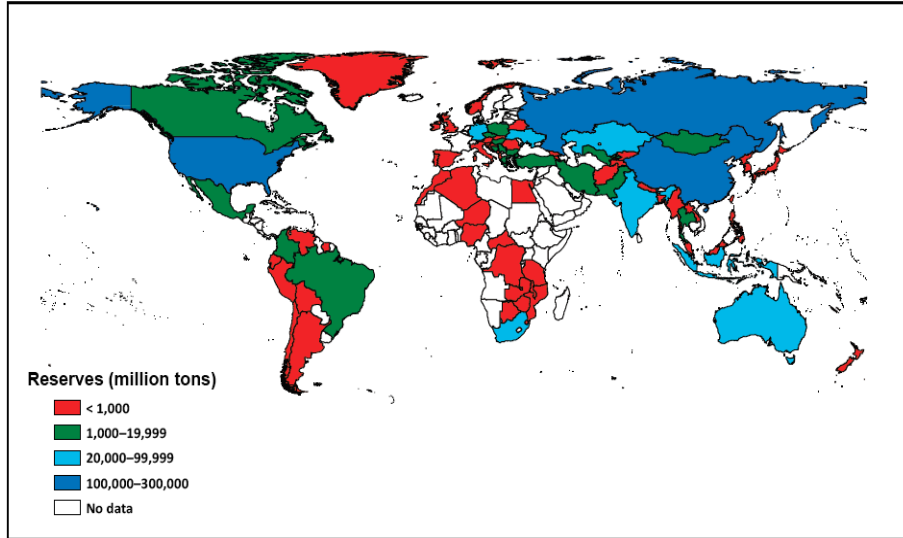 Reserves (million tons)
< 1,000
1,000–19,999
20,000–99,999
100,000–300,000
No data